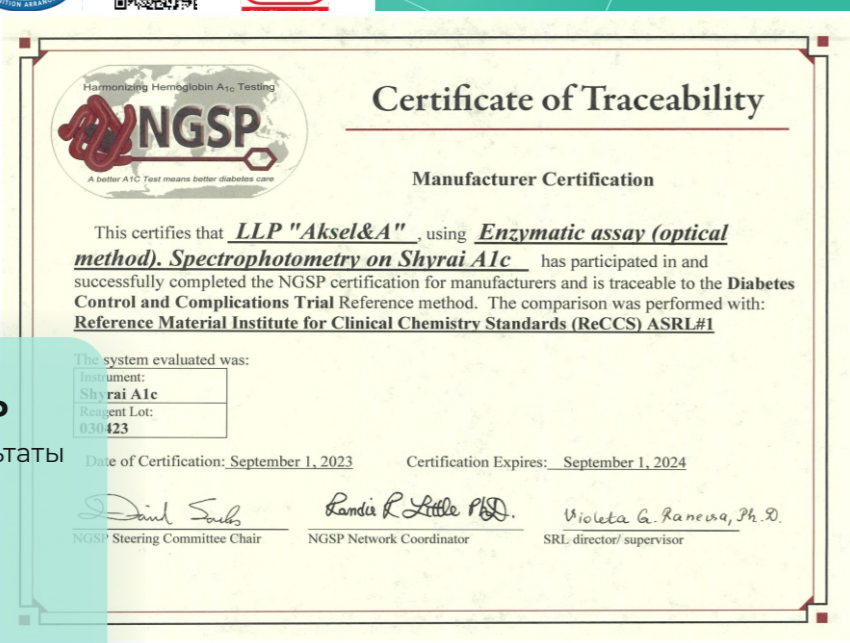 Harmonizing Hemoglobin A1c Testing
NGSP
A better A1C Test means better diabetes care
Certificate of Traceability
Manufacturer Certification
This certifies that LLP "Aksel&A" , using Enzymatic assay (optical
method). Spectrophotometry on Shyrai A1c has participated in and
successfully completed the NGSP certification for manufacturers and is traceable to the Diabetes
Control and Complications Trial Reference method. The comparison was performed with:
Reference Material Institute for Clinical Chemistry Standards (ReCCS) ASRL#1
The system evaluated was:
Instrument:
Shyrai A1c
Reagent Lot:
030423
Date of Certification: September 1, 2023 Certification Expires: September 1, 2024
Randie R Little PhD.
Violeta G. Raneva, Ph.D.
NGSP Steering Committee Chair NGSP Network Coordinator SRL director/ supervisor